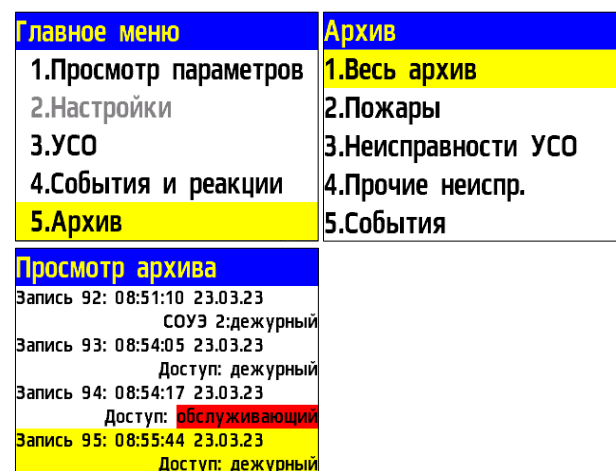 Главное меню
1.Просмотр параметров
2.Настройки
3.УСО
4.События и реакции
5.Архив
Архив
1.Весь архив
2.Пожары
3.Неисправности УСО
4.Прочие неиспр.
5.События
Просмотр архива
Запись 92: 08:51:10 23.03.23
СОУЭ 2:дежурный
Запись 93: 08:54:05 23.03.23
Доступ: дежурный
Запись 94: 08:54:17 23.03.23
Доступ: обслуживающий
Запись 95: 08:55:44 23.03.23
Доступ: дежурный